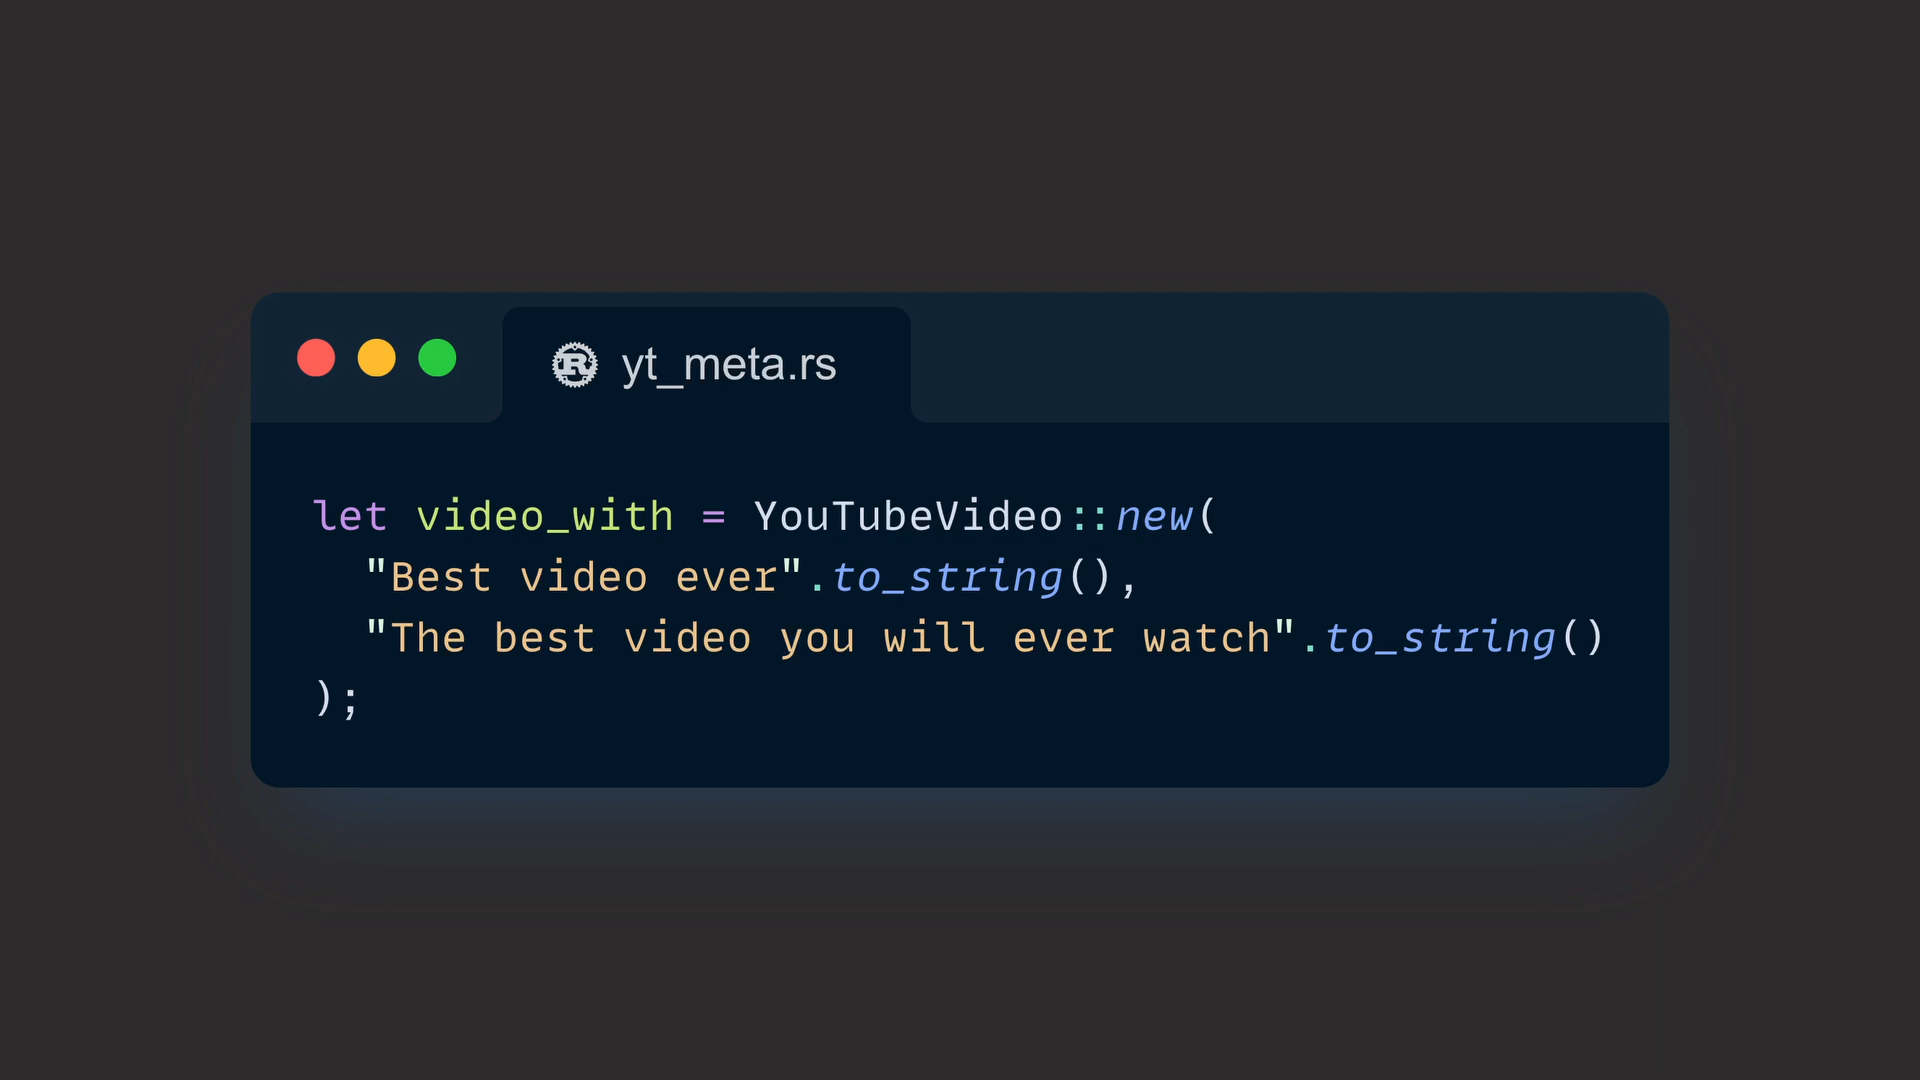 yt_meta.rs
let video_with = YouTubeVideo::new(
  "Best video ever".to_string(),
  "The best video you will ever watch".to_string()
);